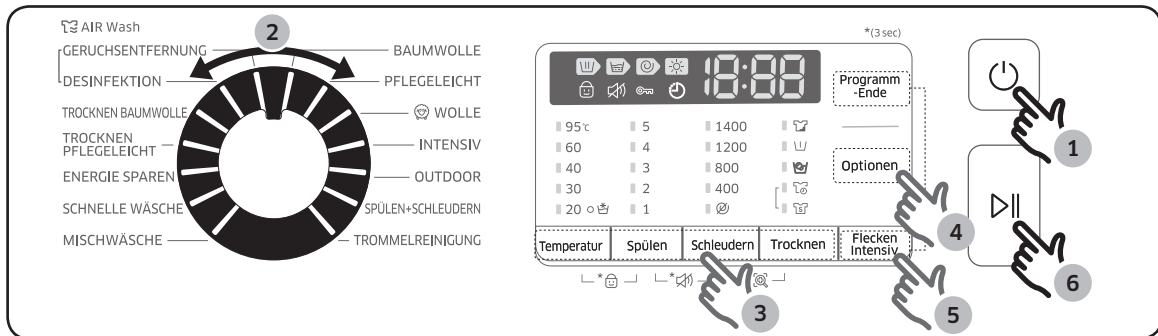 AIR Wash
GERUCHSENTFERNUNG
DESINFEKTION
TROCKNEN BAUMWOLLE
TROCKNEN
PFLEGELEICHT
ENERGIE SPAREN
SCHNELLE WÄSCHE
MISCHWÄSCHE
2
BAUMWOLLE
PFLEGELEICHT
WOLLE
INTENSIV
OUTDOOR
SPÜLEN+SCHLEUDERN
TROMMELREINIGUNG
*(3 sec)
18:88
Programm
-Ende
95℃ 5 1400
60 4 1200
40 3 800
30 2 400
20 1
Optionen
Temperatur Spülen Schleudern Trocknen Flecken
Intensiv
* *
3
4
5
1
6